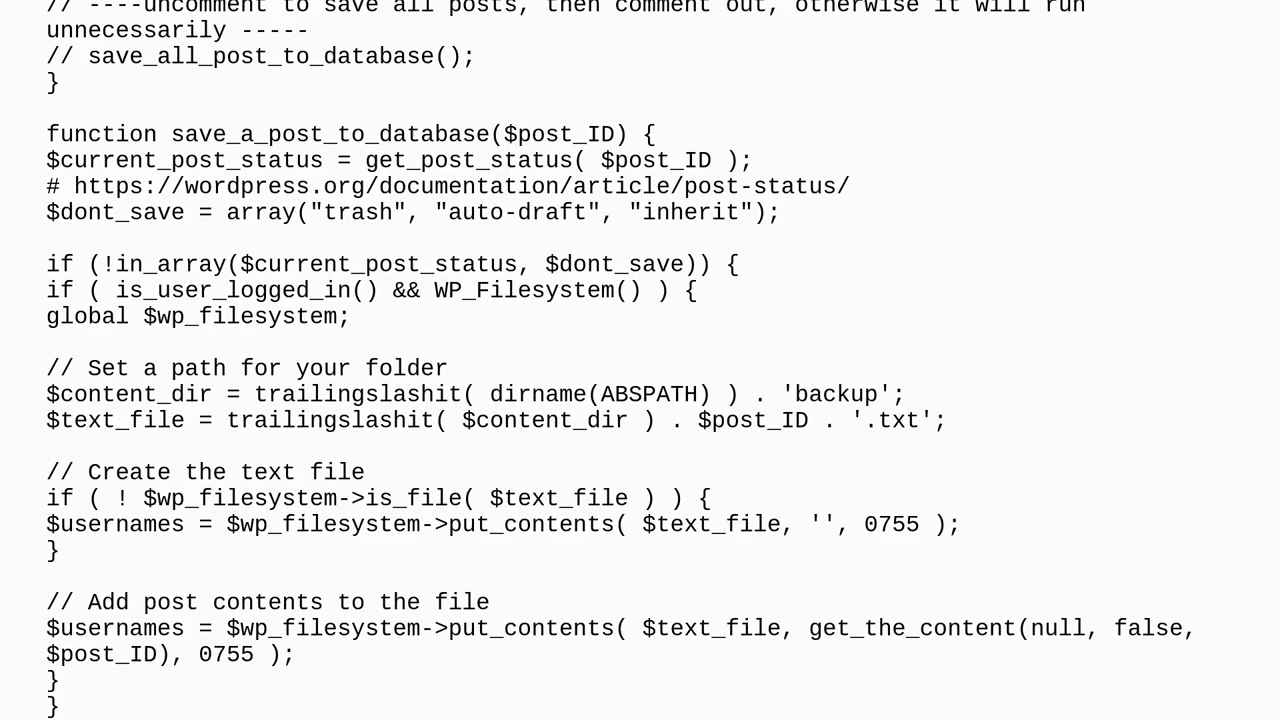 // ----uncomment to save all posts, then comment out, otherwise it will run
unnecessarily -----
// save_all_post_to_database();
}
function save_a_post_to_database($post_ID) {
$current_post_status = get_post_status( $post_ID );
# https://wordpress.org/documentation/article/post-status/
$dont_save = array("trash", "auto-draft", "inherit");
if (!in_array($current_post_status, $dont_save)) {
if ( is_user_logged_in() && WP_Filesystem() ) {
global $wp_filesystem;
// Set a path for your folder
$content_dir = trailingslashit( dirname(ABSPATH) ) . 'backup';
$text_file = trailingslashit( $content_dir ) . $post_ID . '.txt';
// Create the text file
if ( ! $wp_filesystem->is_file( $text_file ) ) {
$usernames = $wp_filesystem->put_contents( $text_file, '', 0755 );
}
// Add post contents to the file
$usernames = $wp_filesystem->put_contents( $text_file, get_the_content(null, false,
$post_ID), 0755 );
}
}